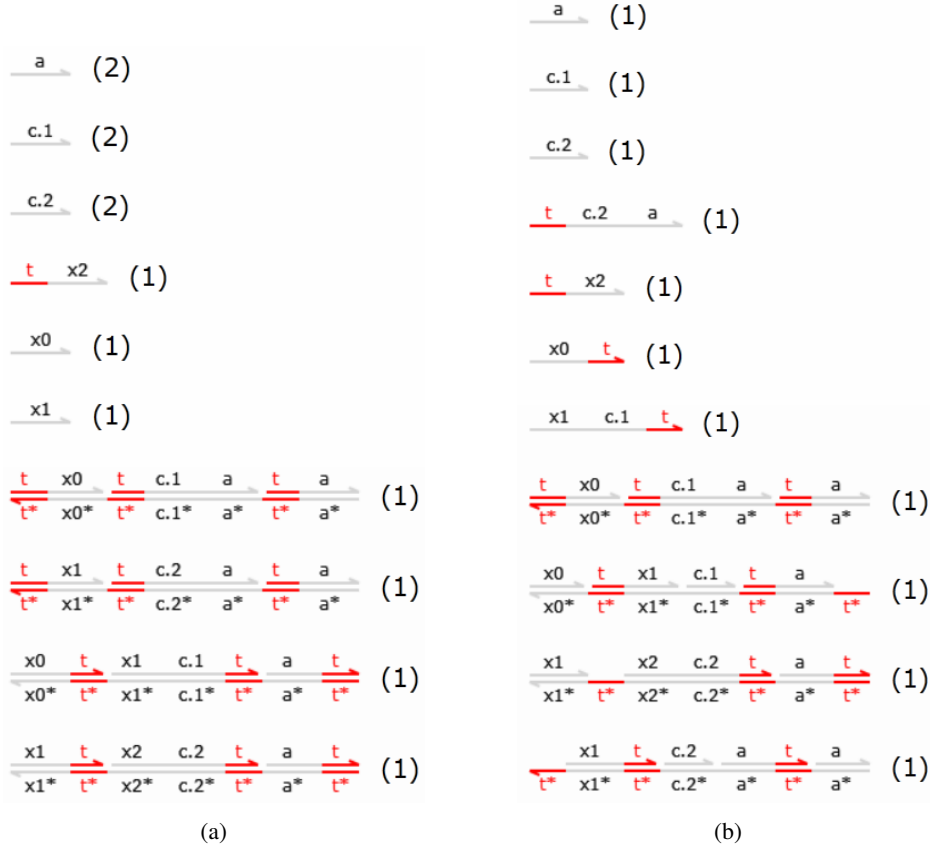 a (2)
c.1 (2)
c.2 (2)
t x2 (1)
x0 (1)
x1 (1)
t x0 t c.1 a t a (1)
t* x0* t* c.1* a* t* a*
t x1 t c.2 a t a (1)
t* x1* t* c.2* a* t* a*
x0 t x1 c.1 t a t (1)
x0* t* x1* c.1* t* a* t*
x1 t x2 c.2 t a t (1)
x1* t* x2* c.2* t* a* t*
(a)
a (1)
c.1 (1)
c.2 (1)
t c.2 a (1)
t x2 (1)
x0 t (1)
x1 c.1 t (1)
t x0 t c.1 a t a (1)
t* x0* t* c.1* a* t* a*
x0 t x1 c.1 t a (1)
x0* t* x1* c.1* t* a* t*
x1 x2 c.2 t a t (1)
x1* t* x2* c.2* t* a* t*
x1 t c.2 a t a (1)
t* x1* t* c.2* a* t* a*
(b)